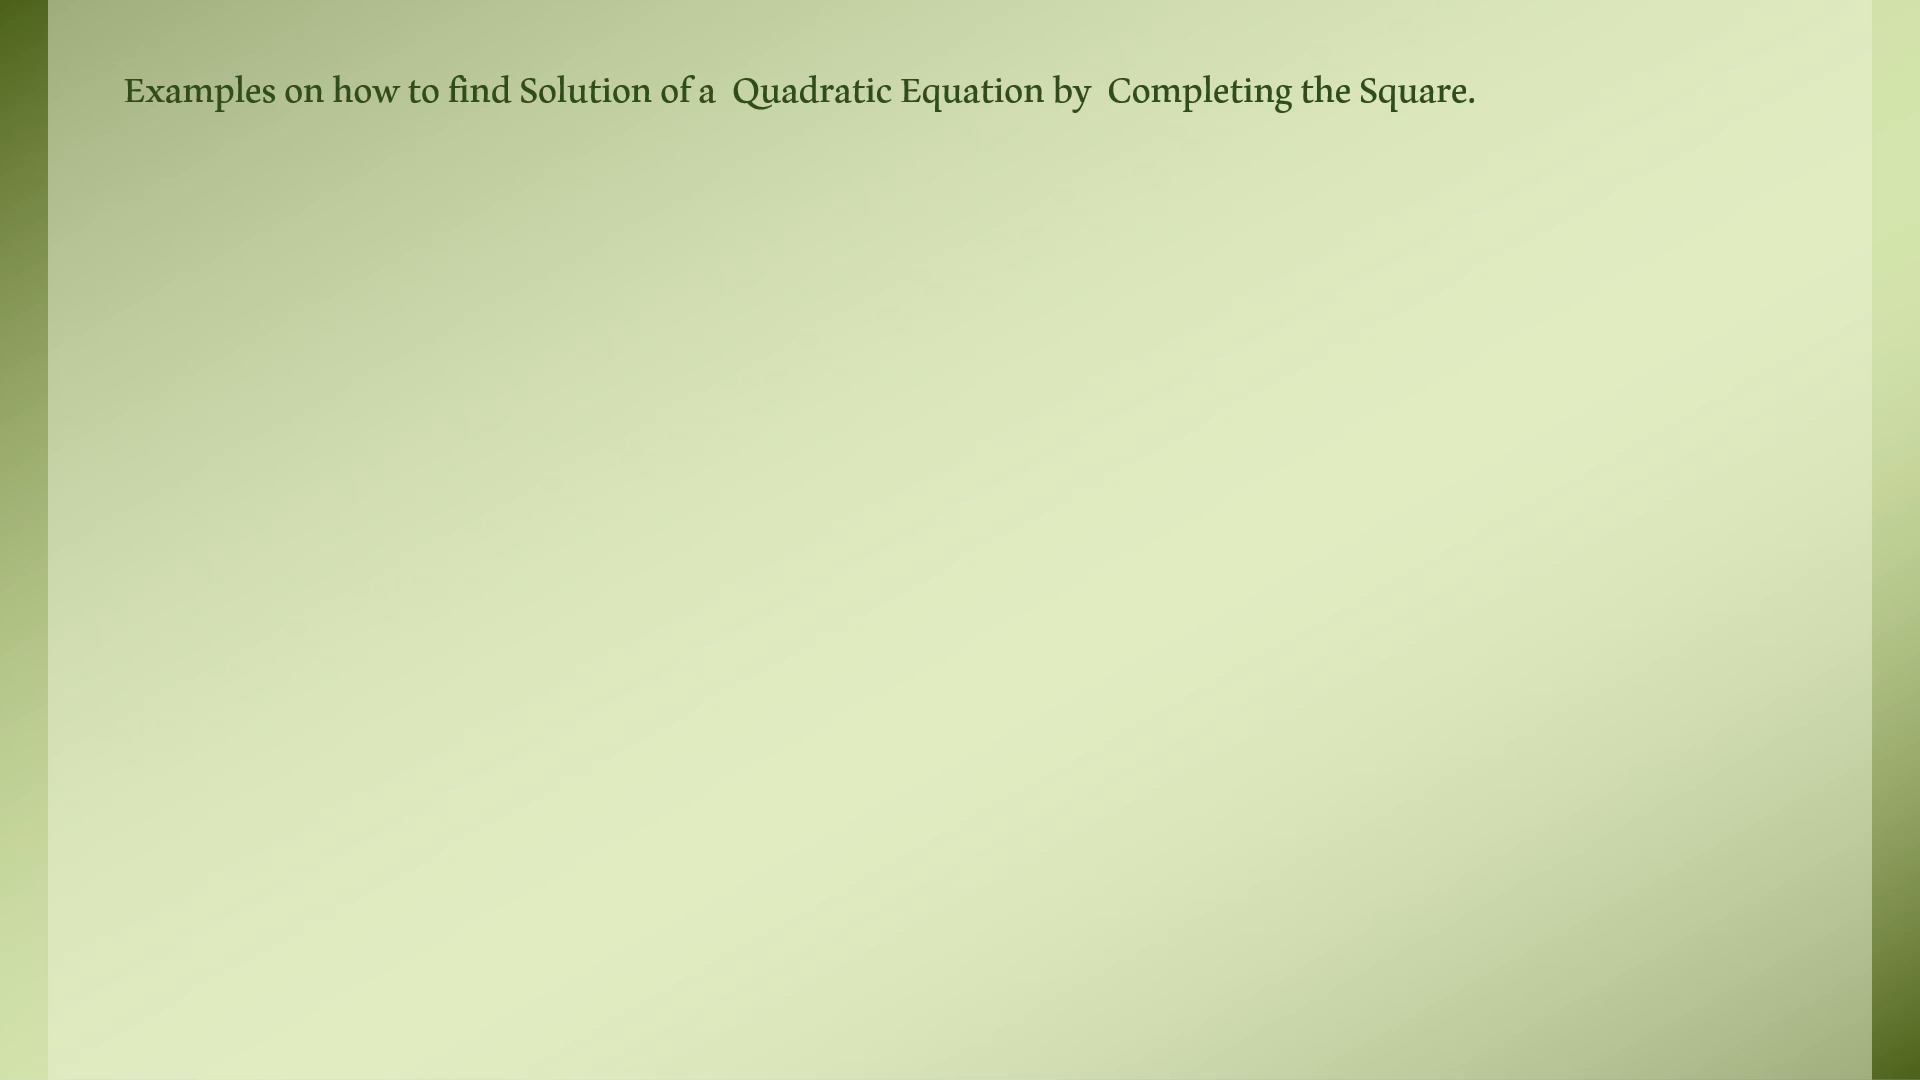 Examples on how to find Solution of a  Quadratic Equation by  Completing the Square.